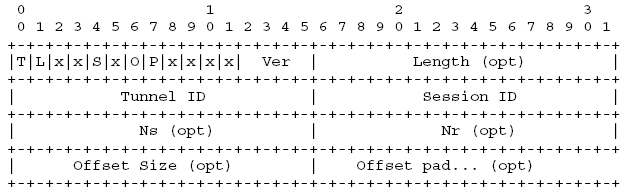 0                   1                   2                   3
0 1 2 3 4 5 6 7 8 9 0 1 2 3 4 5 6 7 8 9 0 1 2 3 4 5 6 7 8 9 0 1
+-+-+-+-+-+-+-+-+-+-+-+-+-+-+-+-+-+-+-+-+-+-+-+-+-+-+-+-+-+-+-+-+
|T|L|x|x|S|x|O|P|x|x|x|x| Ver | Length (opt) |
+-+-+-+-+-+-+-+-+-+-+-+-+-+-+-+-+-+-+-+-+-+-+-+-+-+-+-+-+-+-+-+-+
| Tunnel ID | Session ID |
+-+-+-+-+-+-+-+-+-+-+-+-+-+-+-+-+-+-+-+-+-+-+-+-+-+-+-+-+-+-+-+-+
| Ns (opt) | Nr (opt) |
+-+-+-+-+-+-+-+-+-+-+-+-+-+-+-+-+-+-+-+-+-+-+-+-+-+-+-+-+-+-+-+-+
| Offset Size (opt) | Offset pad... (opt)
+-+-+-+-+-+-+-+-+-+-+-+-+-+-+-+-+-+-+-+-+-+-+-+-+-+-+-+-+-+-+-+-+